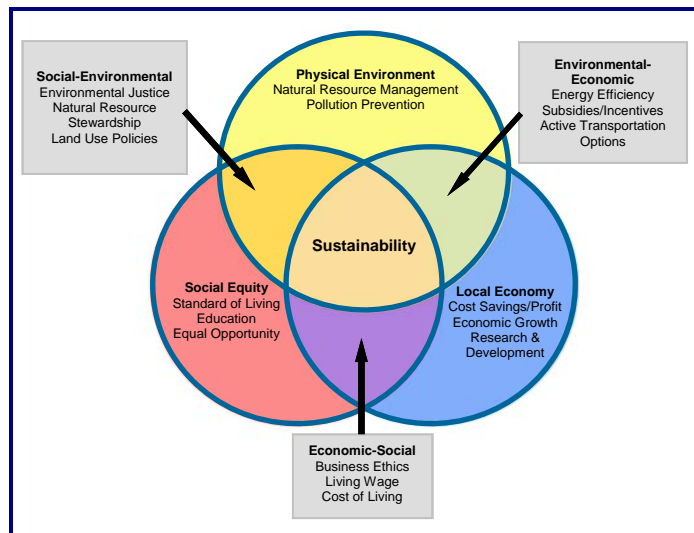 Social-Environmental
Environmental Justice
Natural Resource
Stewardship
Land Use Policies
Physical Environment
Natural Resource Management
Pollution Prevention
Environmental-
Economic
Energy Efficiency
Subsidies/Incentives
Active Transportation
Options
Sustainability
Social Equity
Standard of Living
Education
Equal Opportunity
Local Economy
Cost Savings/Profit
Economic Growth
Research &
Development
Economic-Social
Business Ethics
Living Wage
Cost of Living